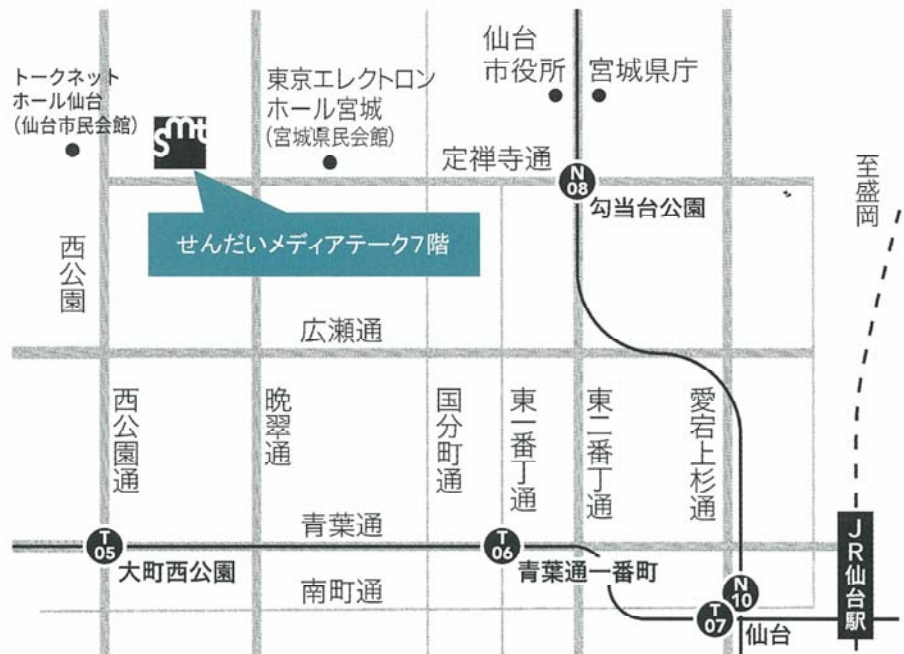 仙台
市役所
宮城県庁
トークネット
ホール仙台
(仙台市民会館)
smt
東京エレクトロン
ホール宮城
(宮城県民会館)
定禅寺通
N
08
勾当台公園
至盛岡
せんだいメディアテーク7階
西公園
広瀬通
西公園通
晩翠通
国分町通
東一番丁通
東二番丁通
愛宕上杉通
青葉通
T
05
大町西公園
T
06
青葉通一番町
南町通
N
10
T
07
仙台
JR仙台駅